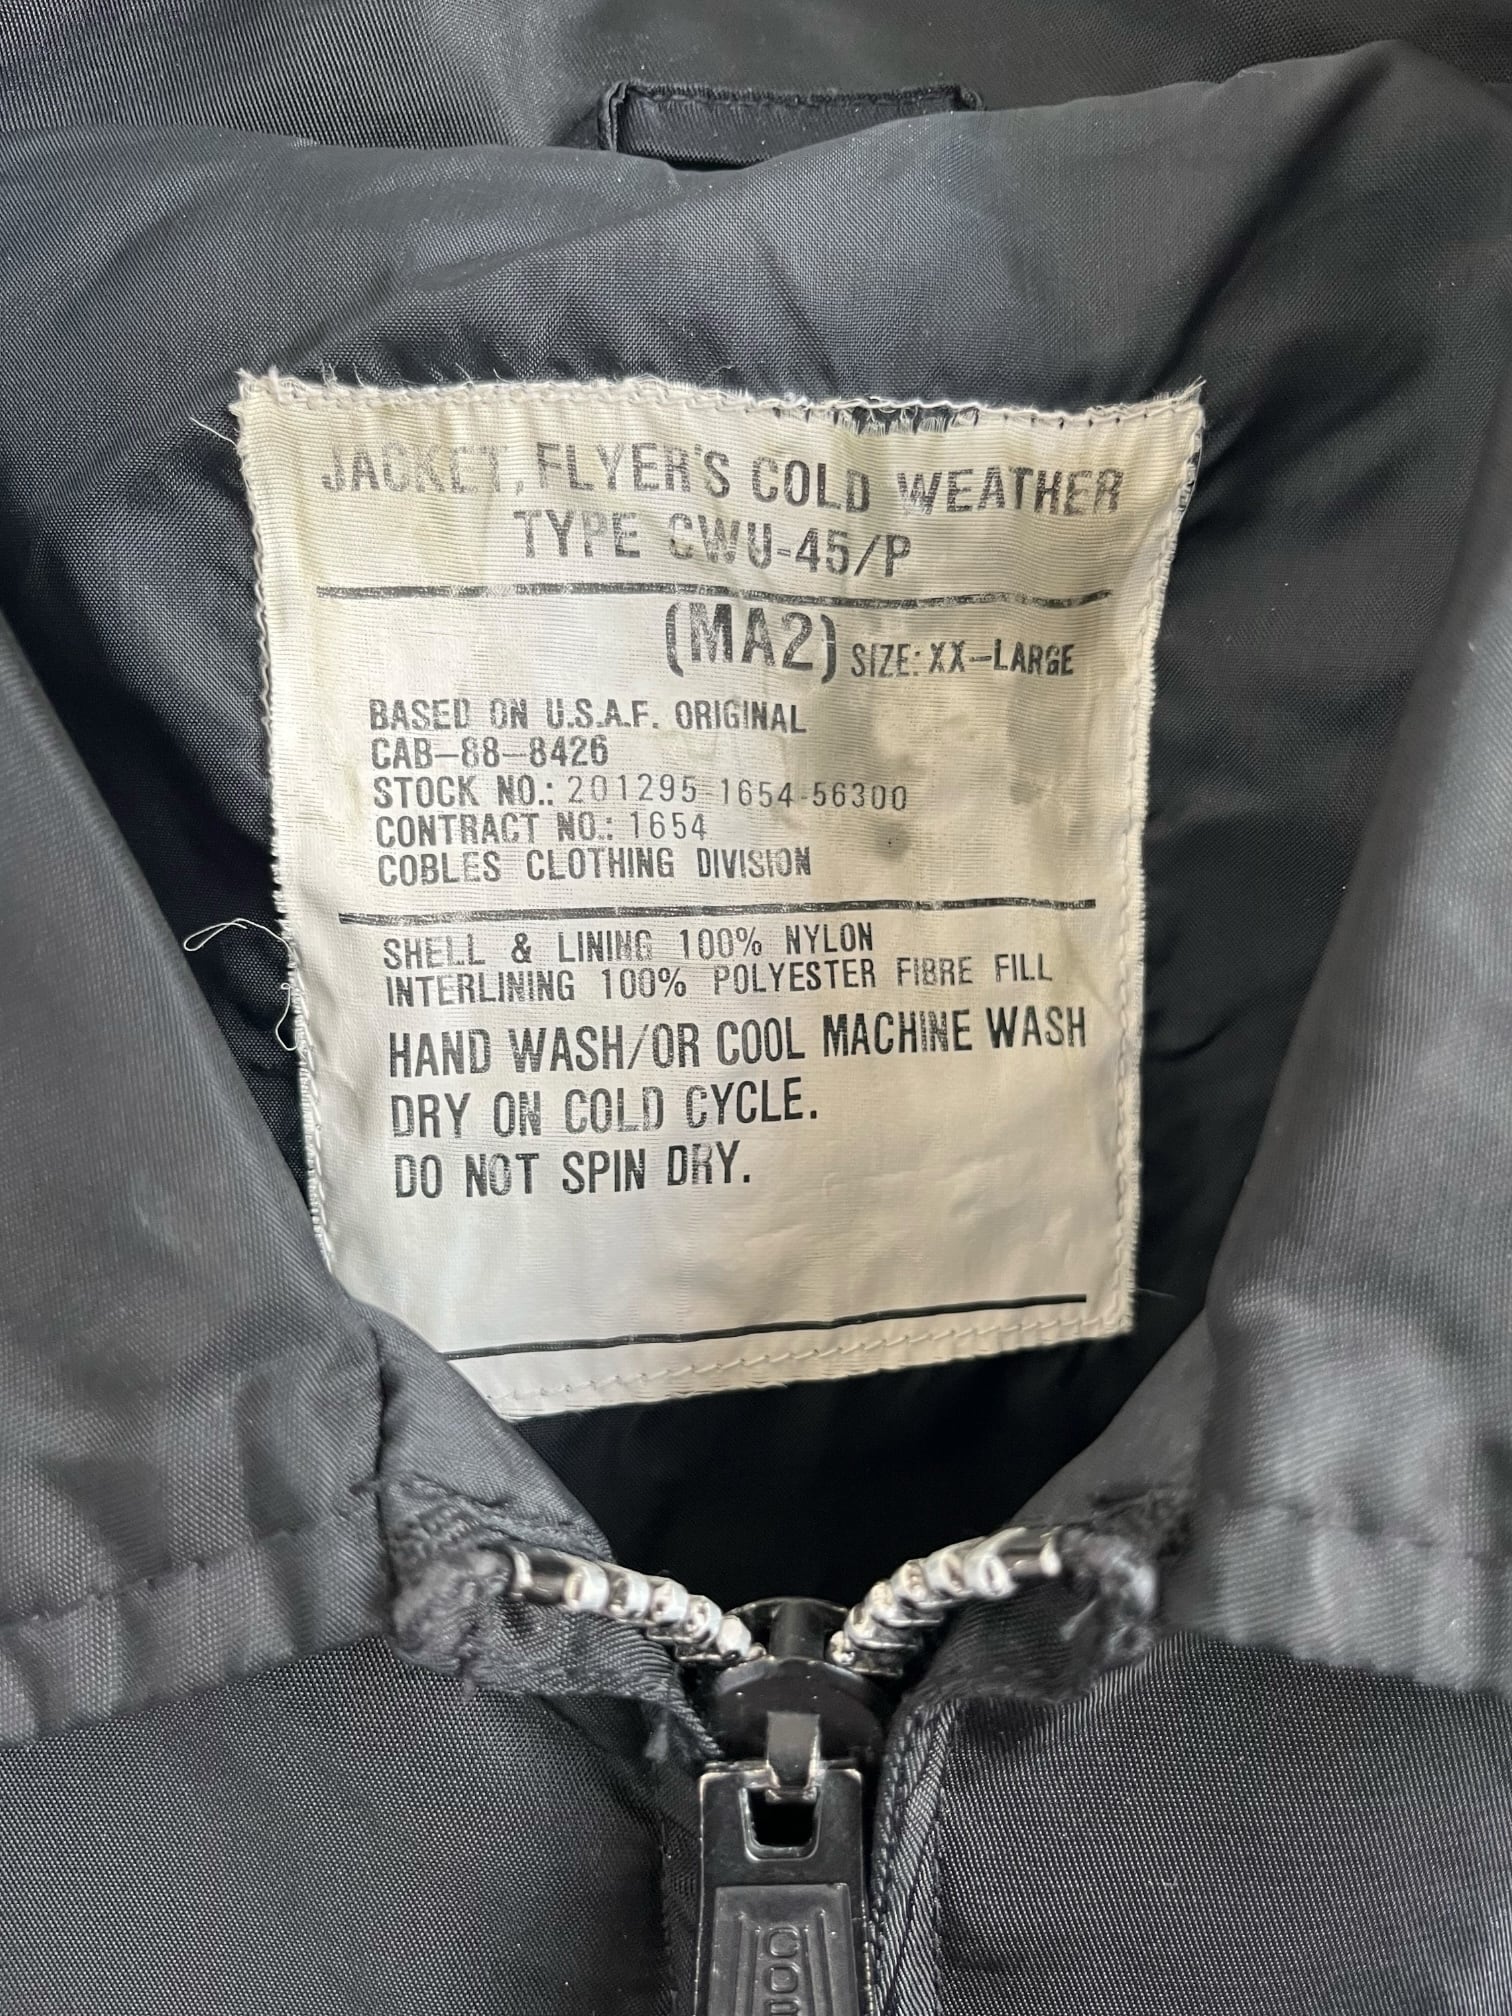 JACKET, FLYER'S COLD WEATHER
TYPE CWU-45/P
(MA2) SIZE: XX-LARGE
BASED ON U.S.A.F. ORIGINAL
CAB-88-8426
STOCK NO.: 201295-1654-56300
CONTRACT NO.: 1654
COBLES CLOTHING DIVISION
SHELL & LINING 100% NYLON
INTERLINING 100% POLYESTER FIBRE FILL
HAND WASH/OR COOL MACHINE WASH
DRY ON COLD CYCLE.
DO NOT SPIN DRY.